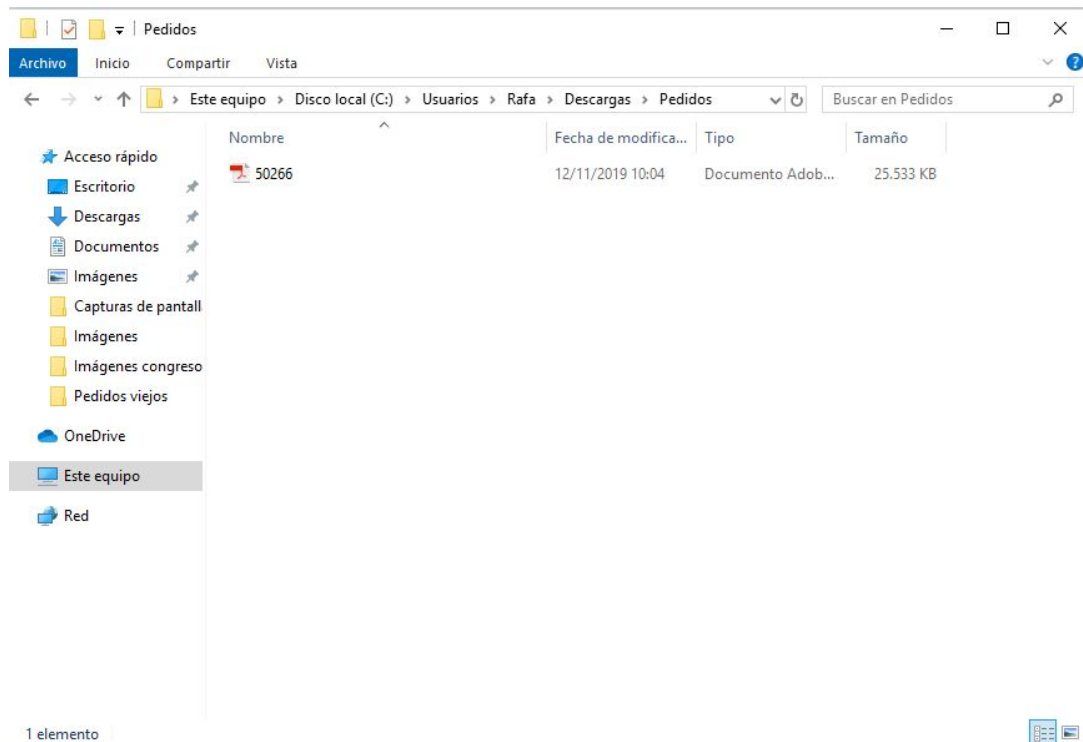 Pedidos
Archivo Inicio Compartir Vista
Este equipo > Disco local (C:) > Usuarios > Rafa > Descargas > Pedidos Buscar en Pedidos
Nombre Fecha de modifica... Tipo Tamaño
Acceso rápido
50266 12/11/2019 10:04 Documento Adob... 25.533 KB
Escritorio
Descargas
Documentos
Imágenes
Capturas de pantall
Imágenes
Imágenes congreso
Pedidos viejos
OneDrive
Este equipo
Red
1 elemento